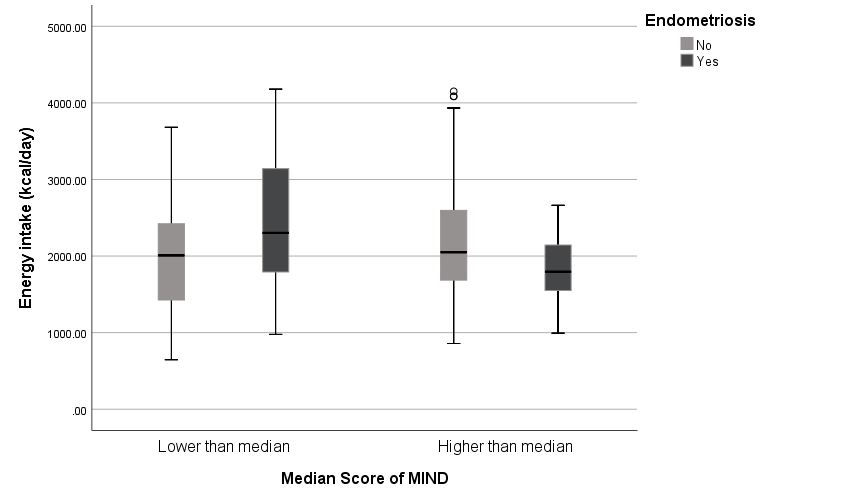 Endometriosis
No
Yes
Energy intake (kcal/day)
5000.00
4000.00
3000.00
2000.00
1000.00
.00
Lower than median
Higher than median
Median Score of MIND